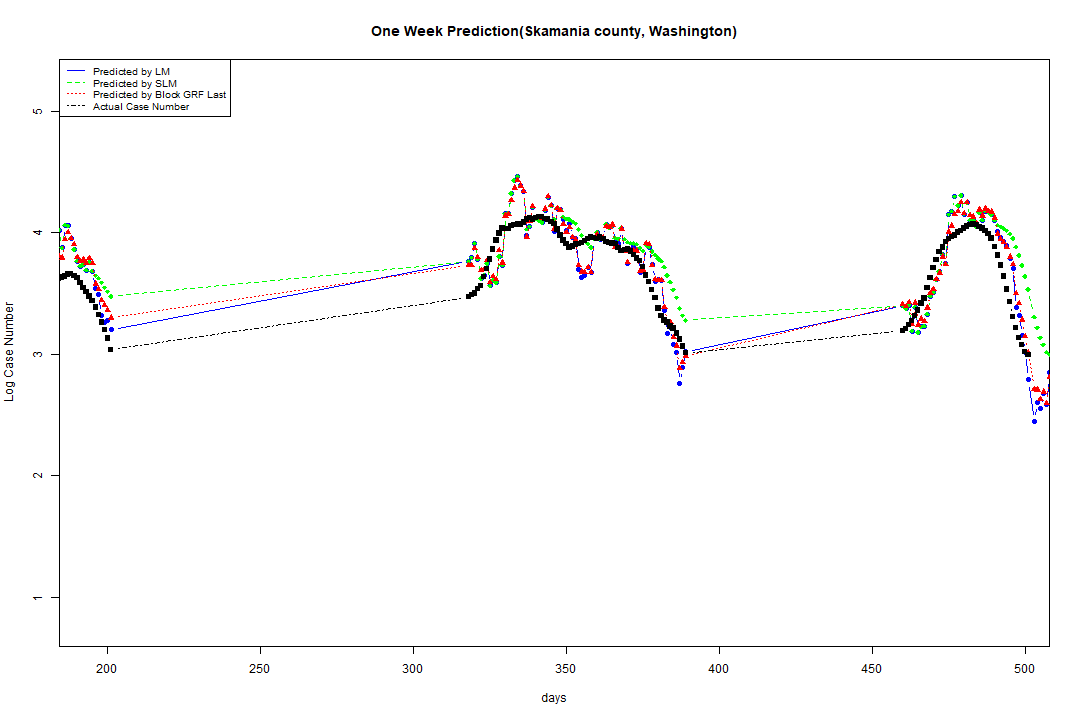 One Week Prediction(Skamania county, Washington)
Predicted by LM
Predicted by SLM
Predicted by Block GRF Last
Actual Case Number
5
4
3
2
1
Log Case Number
200 250 300 350 400 450 500
days